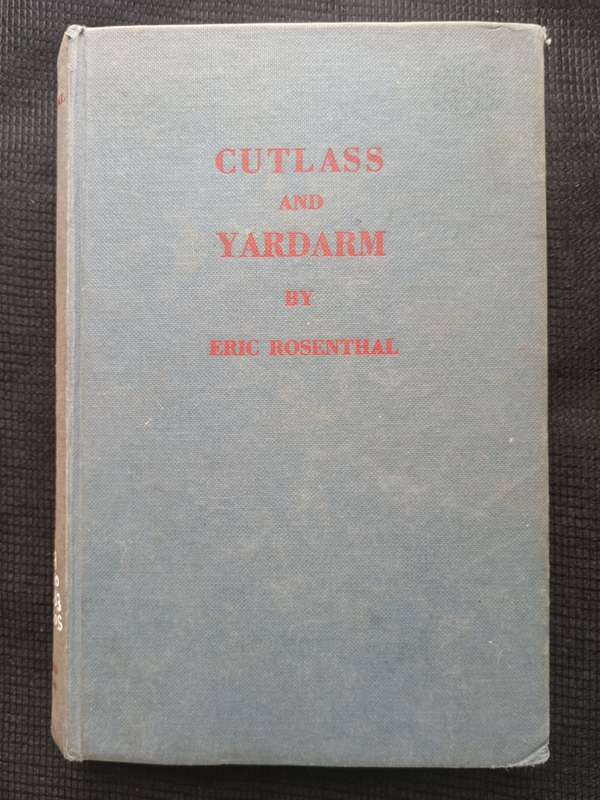 CUTLASS
AND
YARDARM
BY
ERIC ROSENTHAL